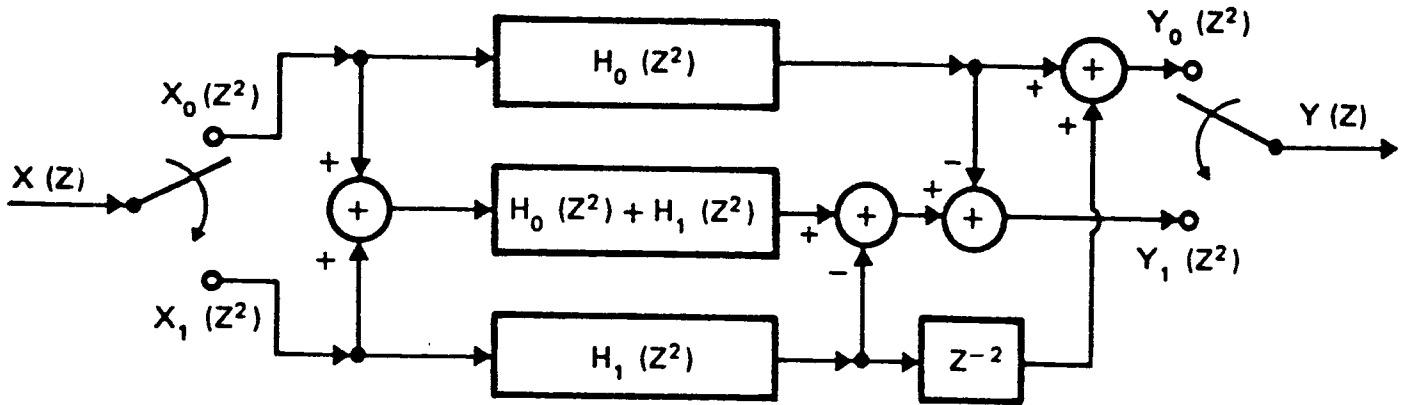 X (Z)
X₀ (Z²)
X₁ (Z²)
+
+
+
H₀ (Z²)
H₀ (Z²) + H₁ (Z²)
H₁ (Z²)
+
+
−
+
−
+
Z⁻²
+
+
+
Y₀ (Z²)
Y₁ (Z²)
Y (Z)